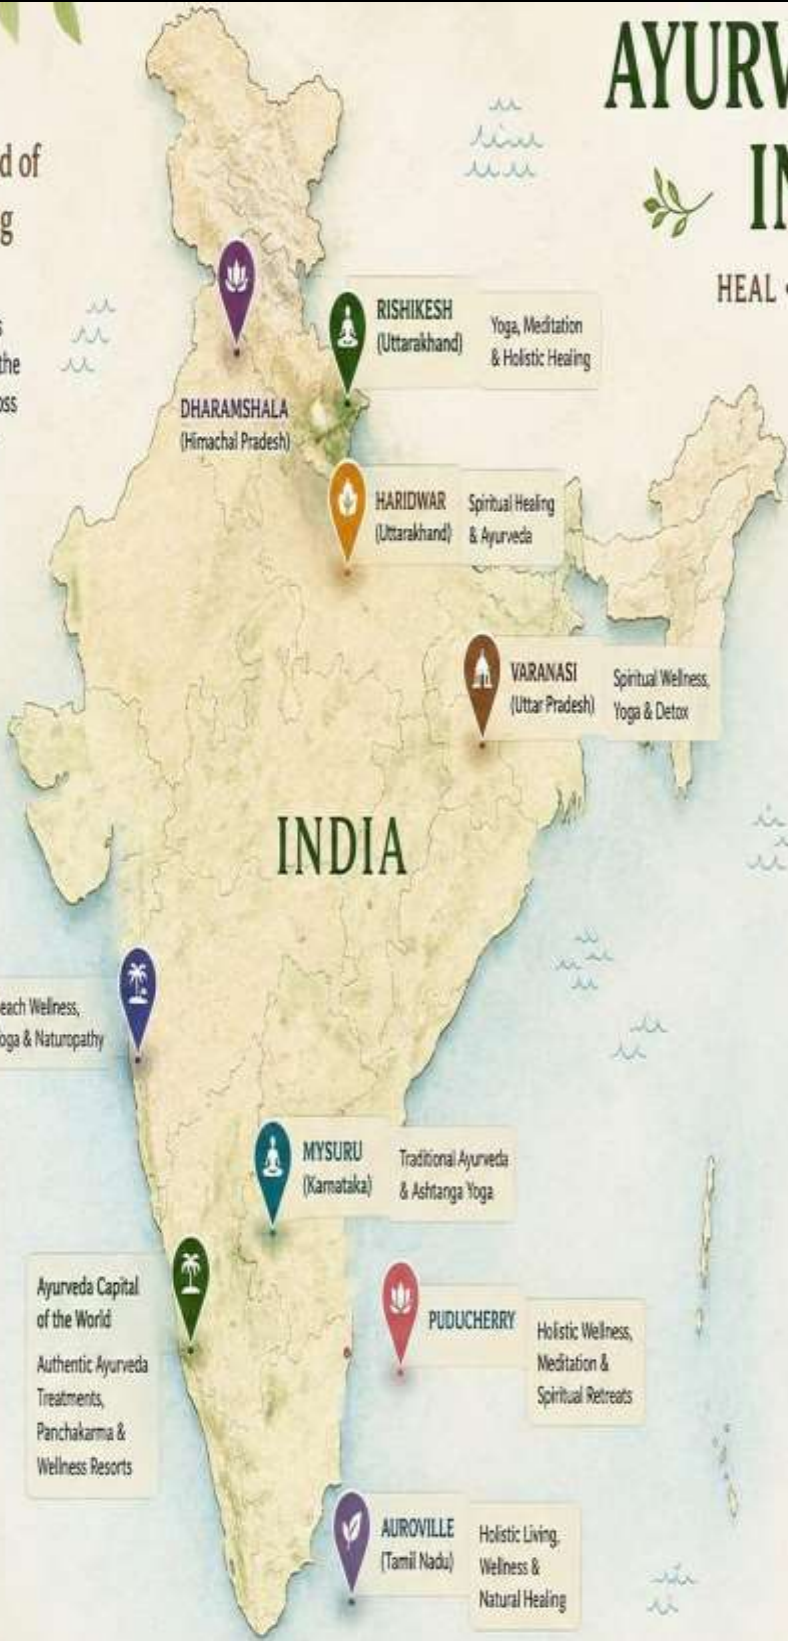 AYURV
IN
HEAL •
d of
g
s
the
oss
RISHIKESH
(Uttarakhand)
Yoga, Meditation
& Holistic Healing
DHARAMSHALA
(Himachal Pradesh)
HARIDWAR
(Uttarakhand)
Spiritual Healing
& Ayurveda
VARANASI
(Uttar Pradesh)
Spiritual Wellness,
Yoga & Detox
INDIA
each Wellness,
oga & Naturopathy
MYSURU
(Karnataka)
Traditional Ayurveda
& Ashtanga Yoga
Ayurveda Capital
of the World
Authentic Ayurveda
Treatments,
Panchakarma &
Wellness Resorts
PUDUCHERRY
Holistic Wellness,
Meditation &
Spiritual Retreats
AUROVILLE
(Tamil Nadu)
Holistic Living,
Wellness &
Natural Healing